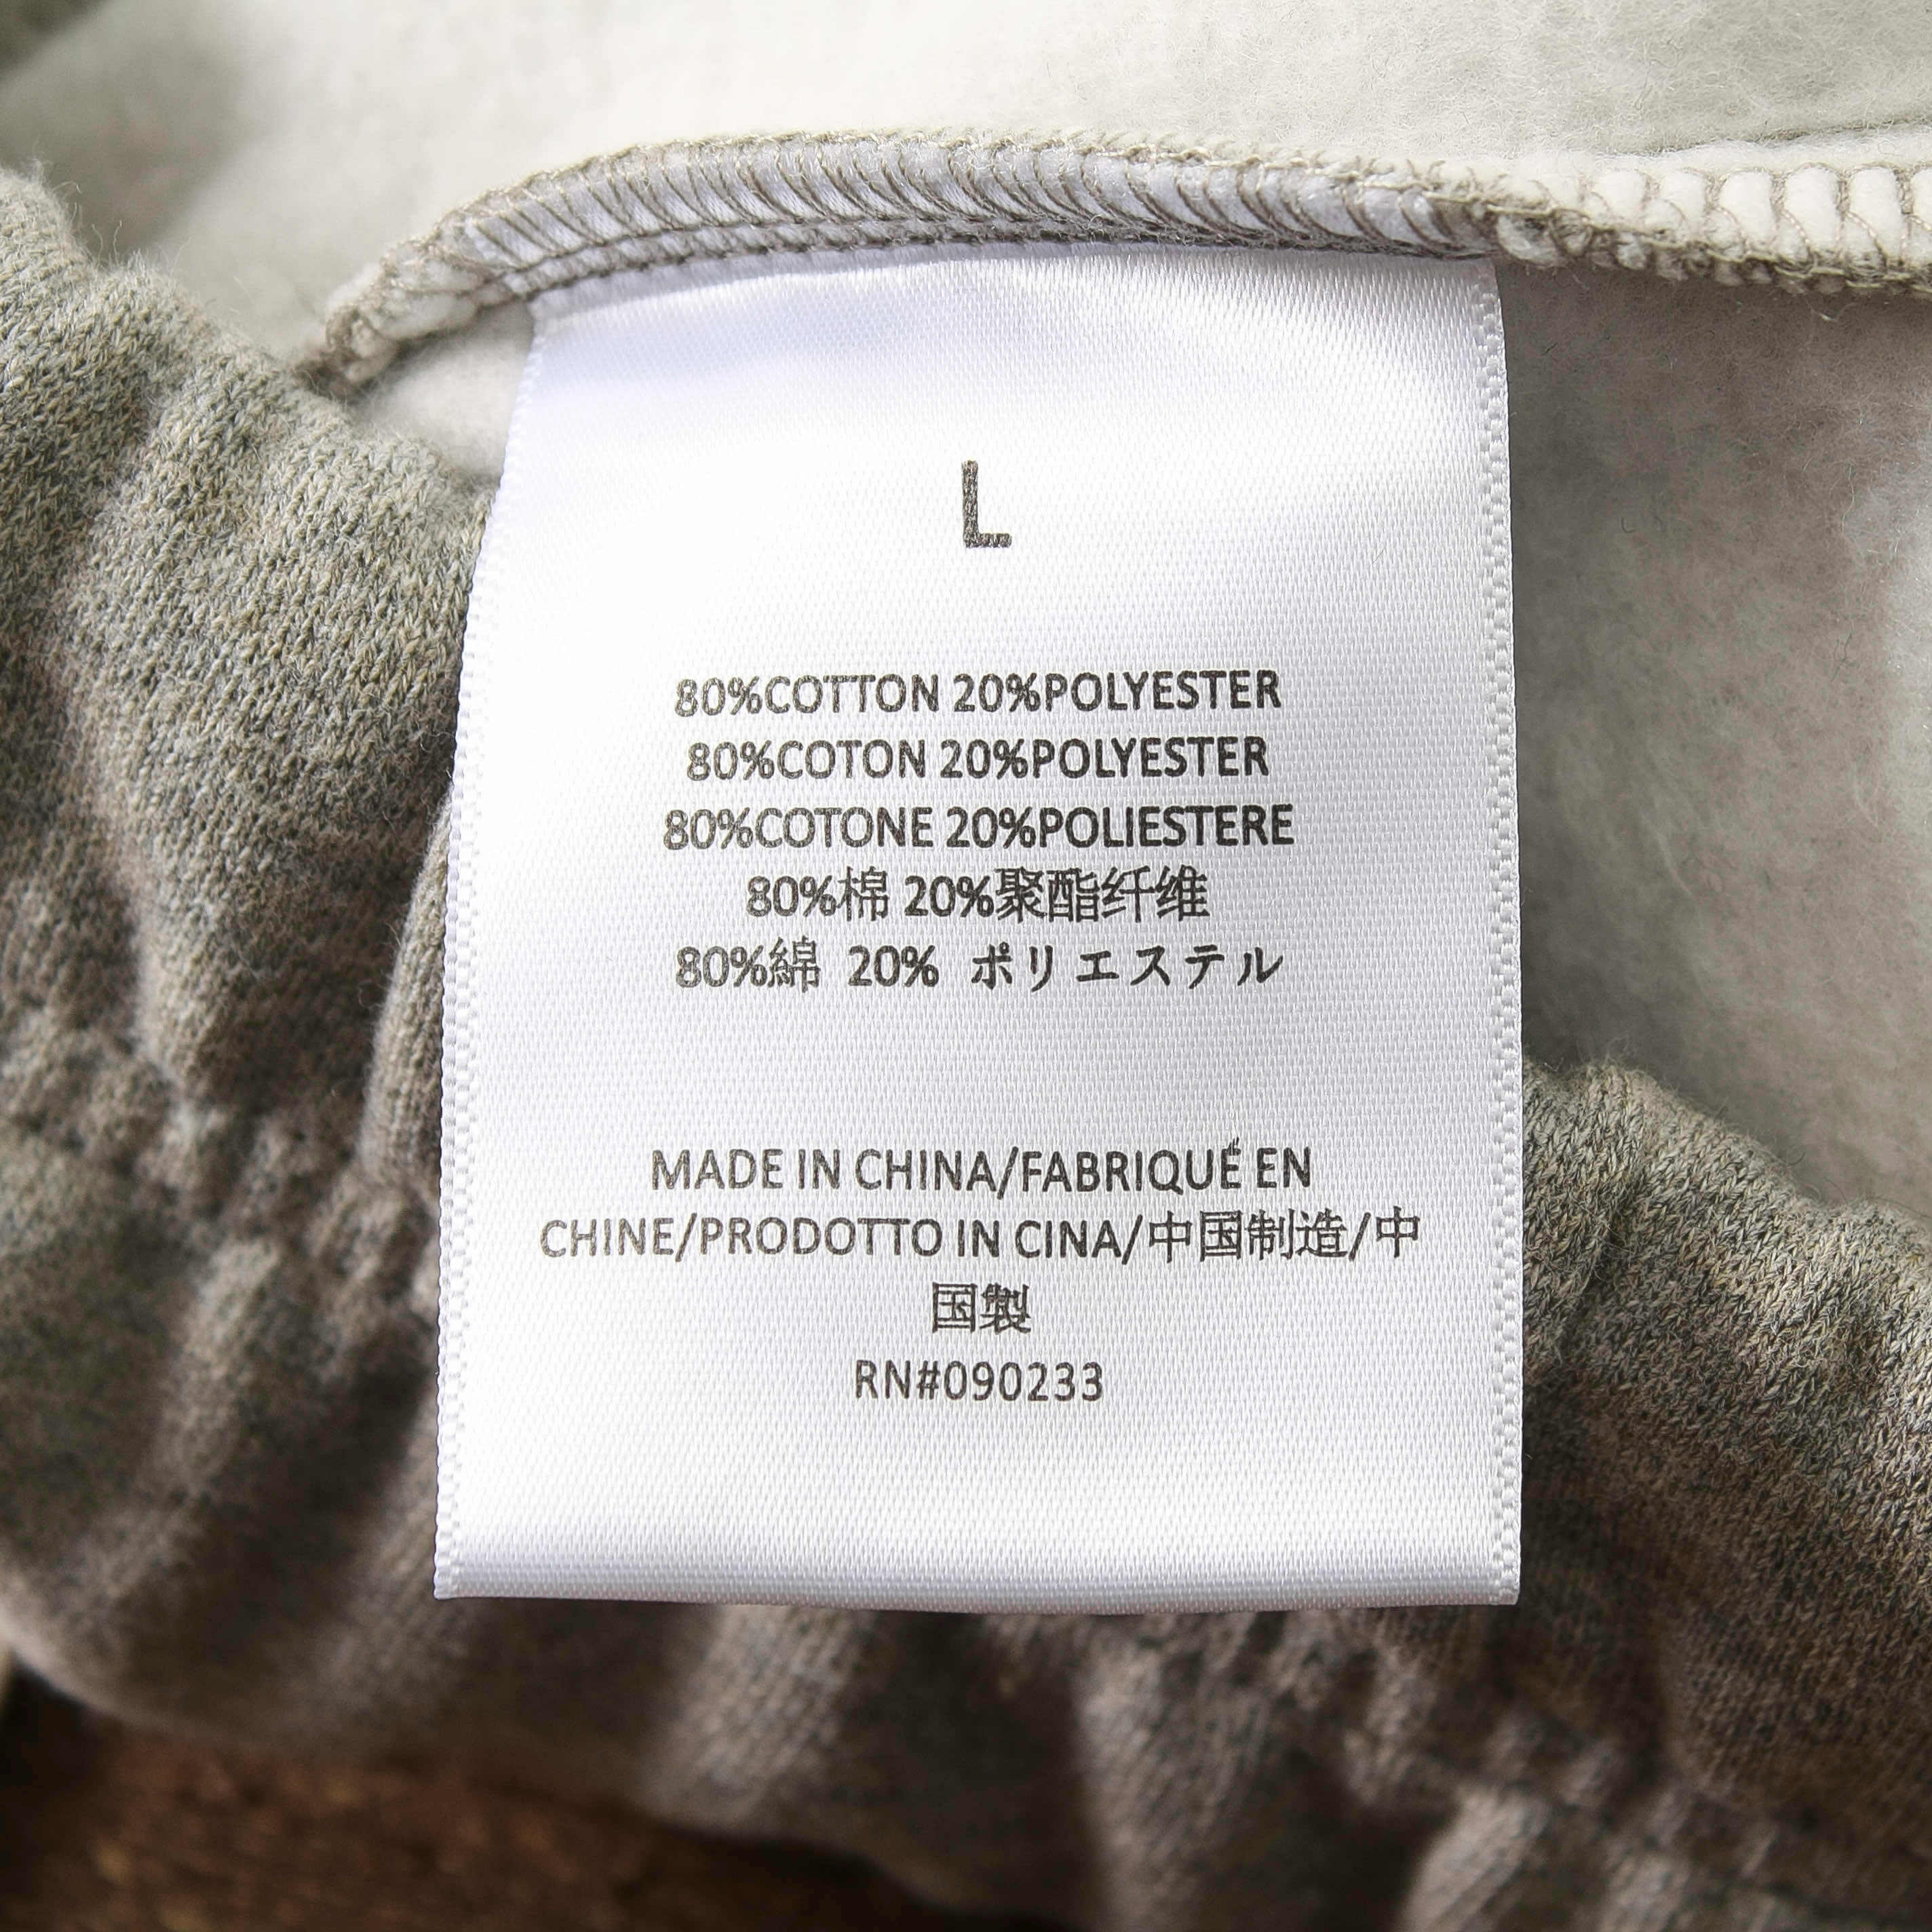 L
80%COTTON 20%POLYESTER
80%COTON 20%POLYESTER
80%COTONE 20%POLIESTERE
80%棉 20%聚酯纤维
80%綿 20% ポリエステル
MADE IN CHINA/FABRIQUÉ EN
CHINE/PRODOTTO IN CINA/中国制造/中
国製
RN#090233